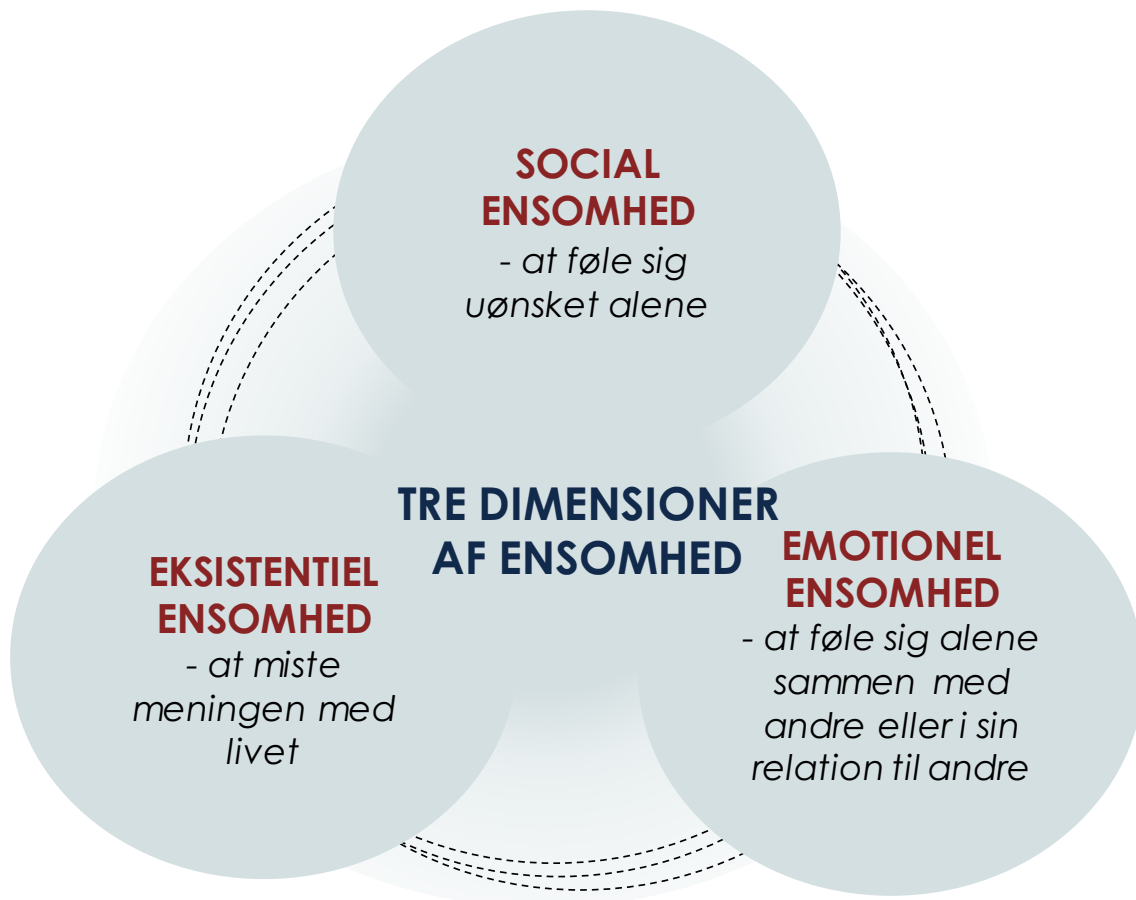 SOCIAL
ENSOMHED
- at føle sig
uønsket alene
TRE DIMENSIONER
AF ENSOMHED
EKSISTENTIEL
ENSOMHED
- at miste
meningen med
livet
EMOTIONEL
ENSOMHED
- at føle sig alene
sammen med
andre eller i sin
relation til andre